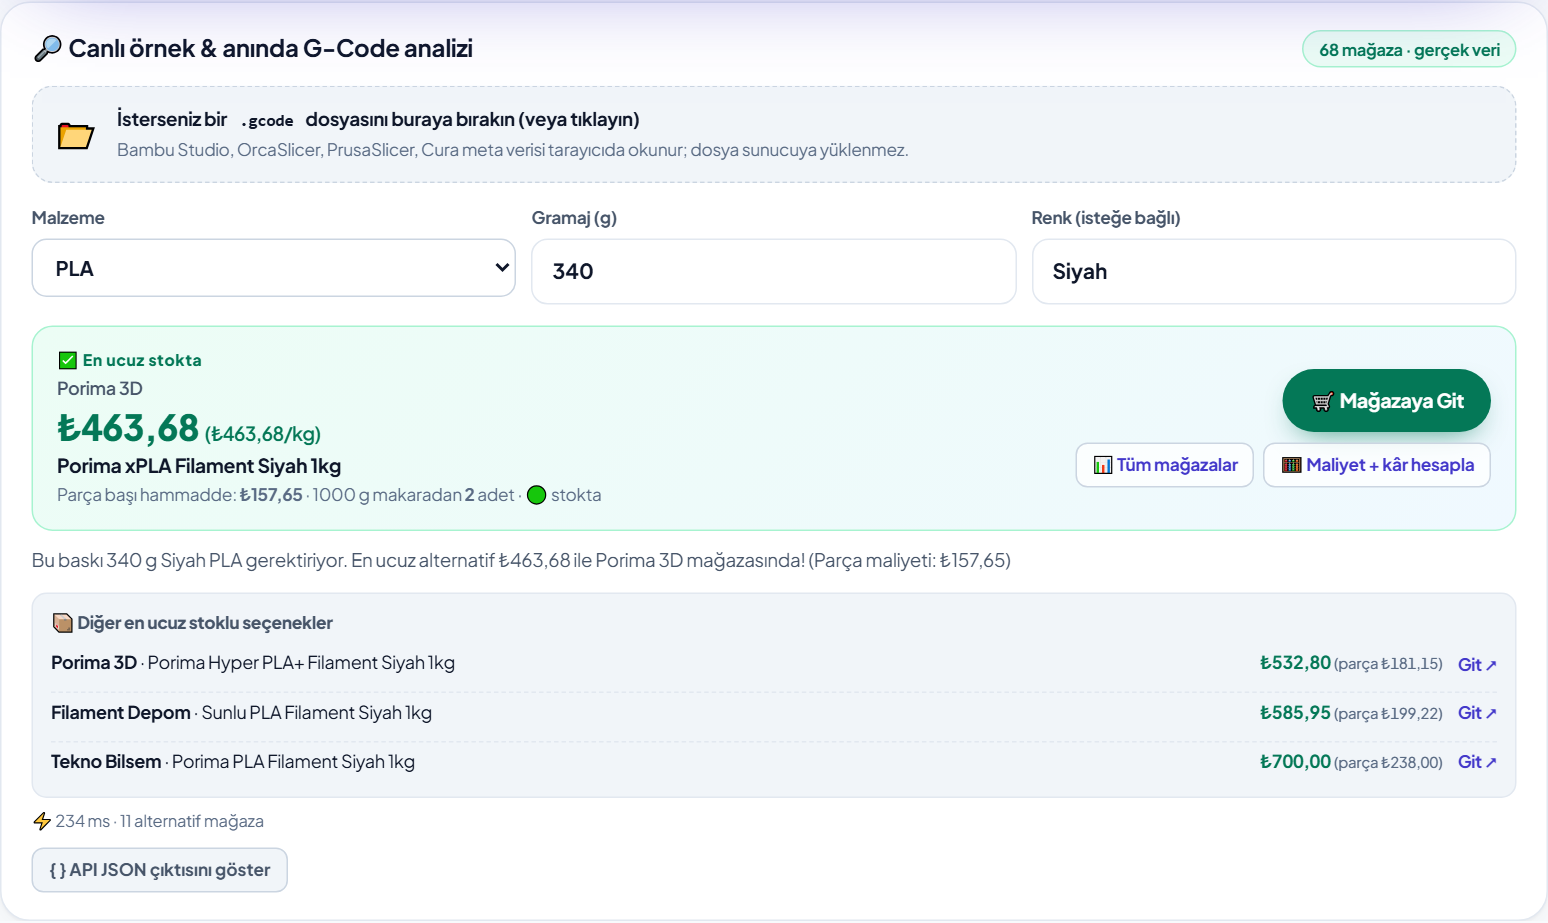 Canlı örnek & anında G-Code analizi
68 mağaza · gerçek veri
İsterseniz bir .gcode dosyasını buraya bırakın (veya tıklayın)
Bambu Studio, OrcaSlicer, PrusaSlicer, Cura meta verisi tarayıcıda okunur; dosya sunucuya yüklenmez.
Malzeme
Gramaj (g)
Renk (isteğe bağlı)
PLA
340
Siyah
En ucuz stokta
Porima 3D
₺463,68 (₺463,68/kg)
Porima xPLA Filament Siyah 1kg
Parça başı hammadde: ₺157,65 · 1000 g makaradan 2 adet · stokta
Mağazaya Git
Tüm mağazalar
Maliyet + kâr hesapla
Bu baskı 340 g Siyah PLA gerektiriyor. En ucuz alternatif ₺463,68 ile Porima 3D mağazasında! (Parça maliyeti: ₺157,65)
Diğer en ucuz stoklu seçenekler
Porima 3D · Porima Hyper PLA+ Filament Siyah 1kg ₺532,80 (parça ₺181,15) Git ↗
Filament Depom · Sunlu PLA Filament Siyah 1kg ₺585,95 (parça ₺199,22) Git ↗
Tekno Bilsem · Porima PLA Filament Siyah 1kg ₺700,00 (parça ₺238,00) Git ↗
234 ms · 11 alternatif mağaza
{ } API JSON çıktısını göster